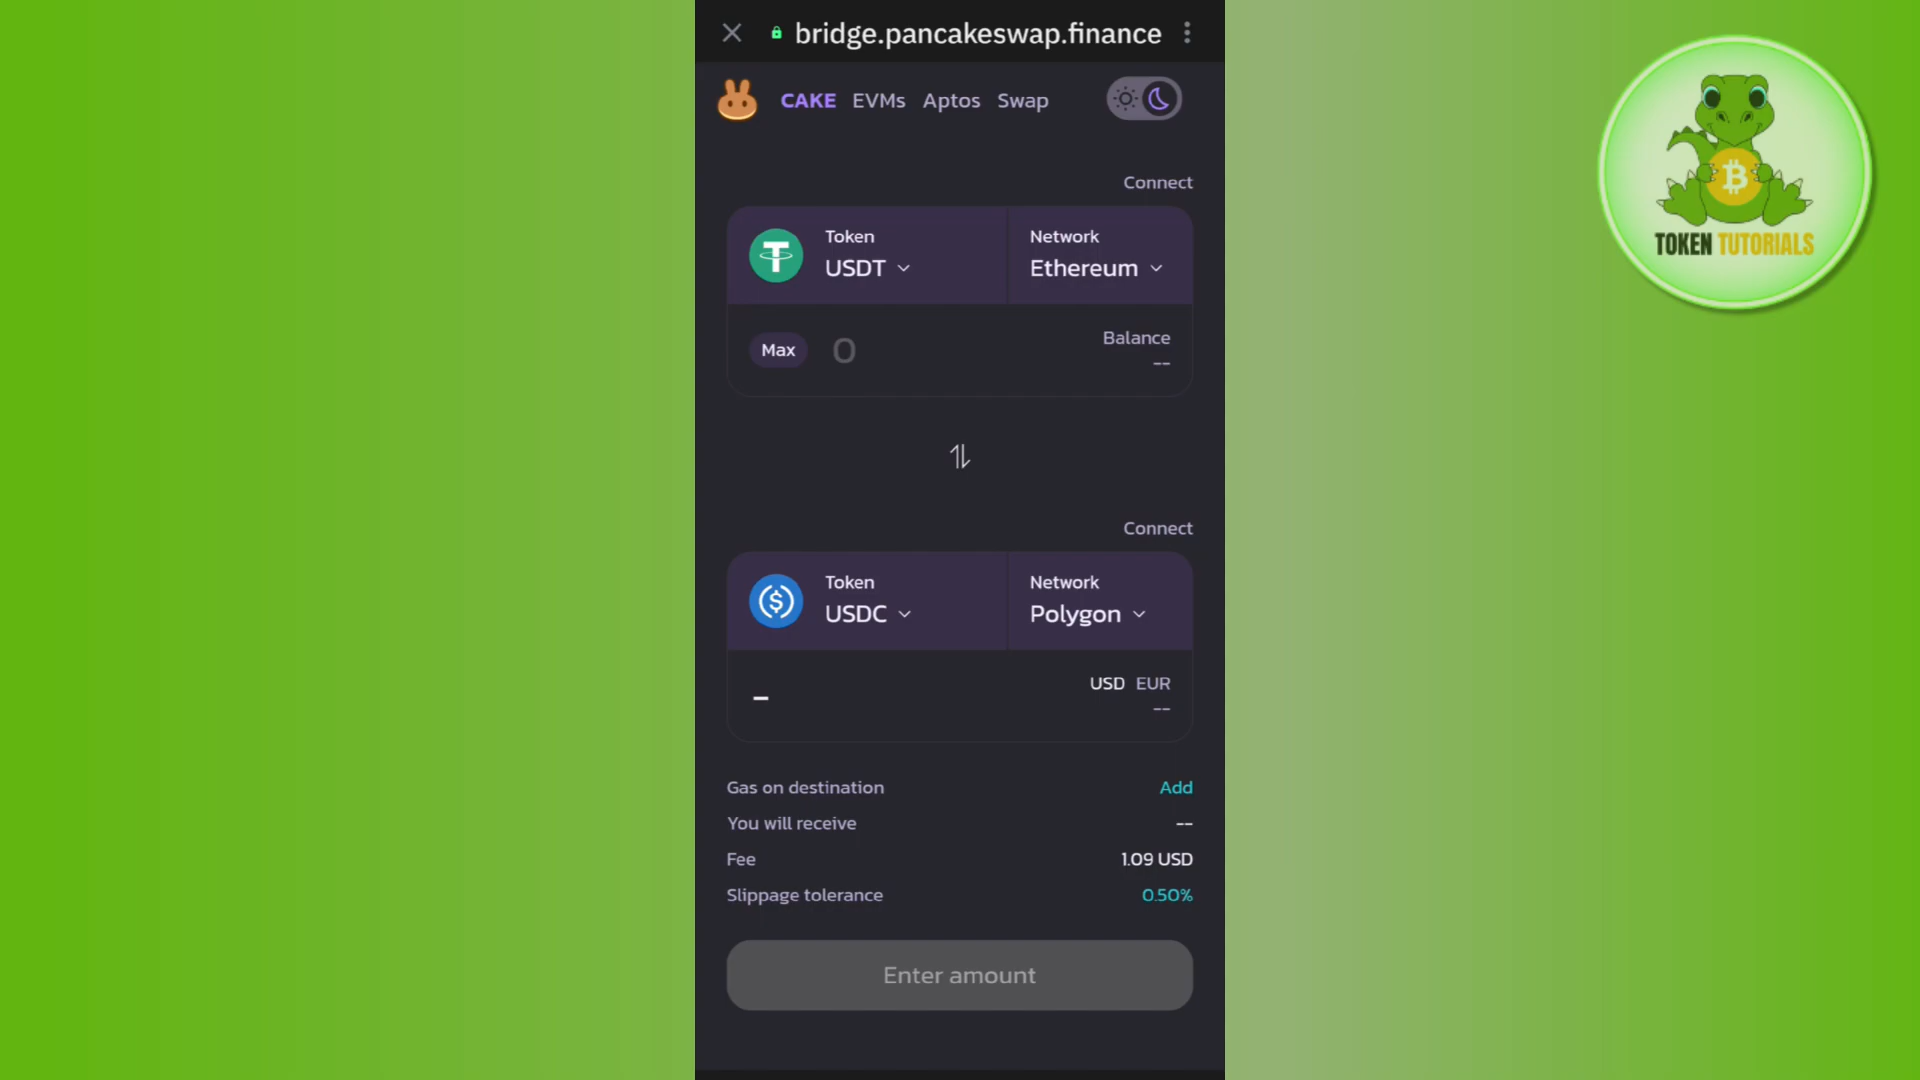 bridge.pancakeswap.finance
CAKE EVMs Aptos Swap
Connect
Token Network
USDT Ethereum
Max 0 Balance
--
Connect
Token Network
USDC Polygon
– USD EUR
--
Gas on destination Add
You will receive --
Fee 1.09 USD
Slippage tolerance 0.50%
Enter amount
TOKEN TUTORIALS